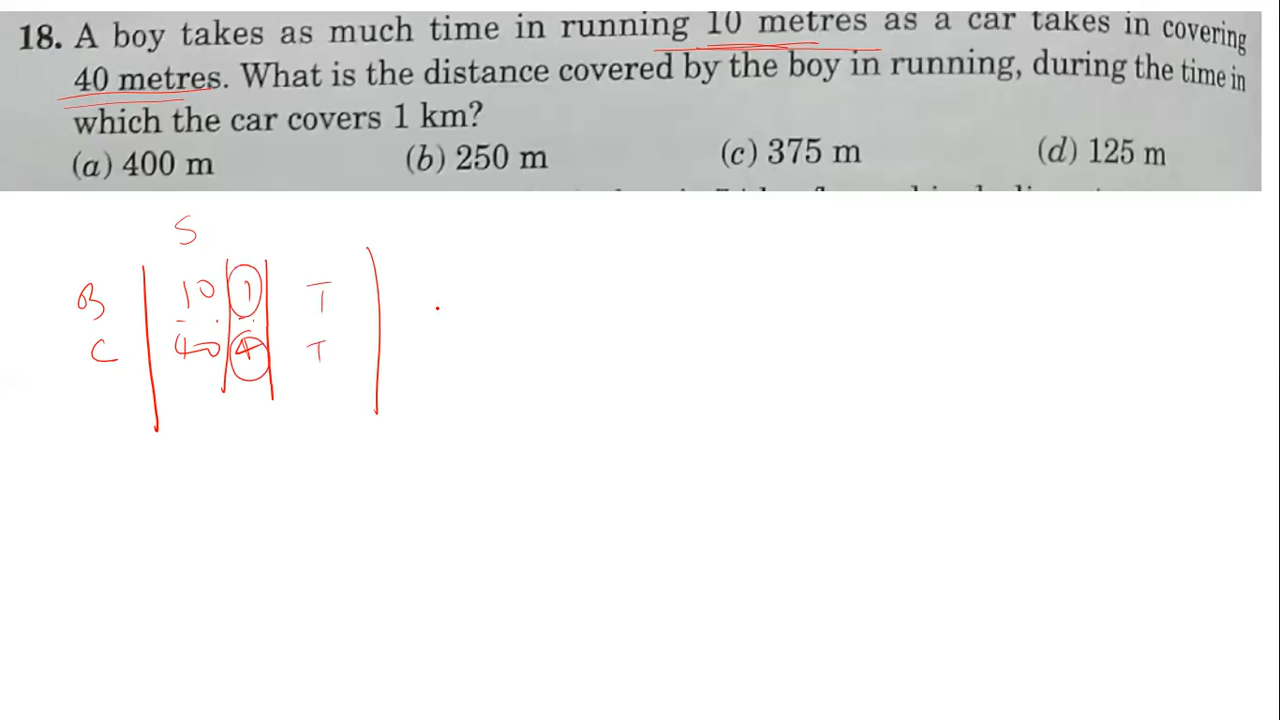 18. A boy takes as much time in running 10 metres as a car takes in covering
40 metres. What is the distance covered by the boy in running, during the time in
which the car covers 1 km?
(a) 400 m (b) 250 m (c) 375 m (d) 125 m
S
B 10 1 T
C 40 4 T